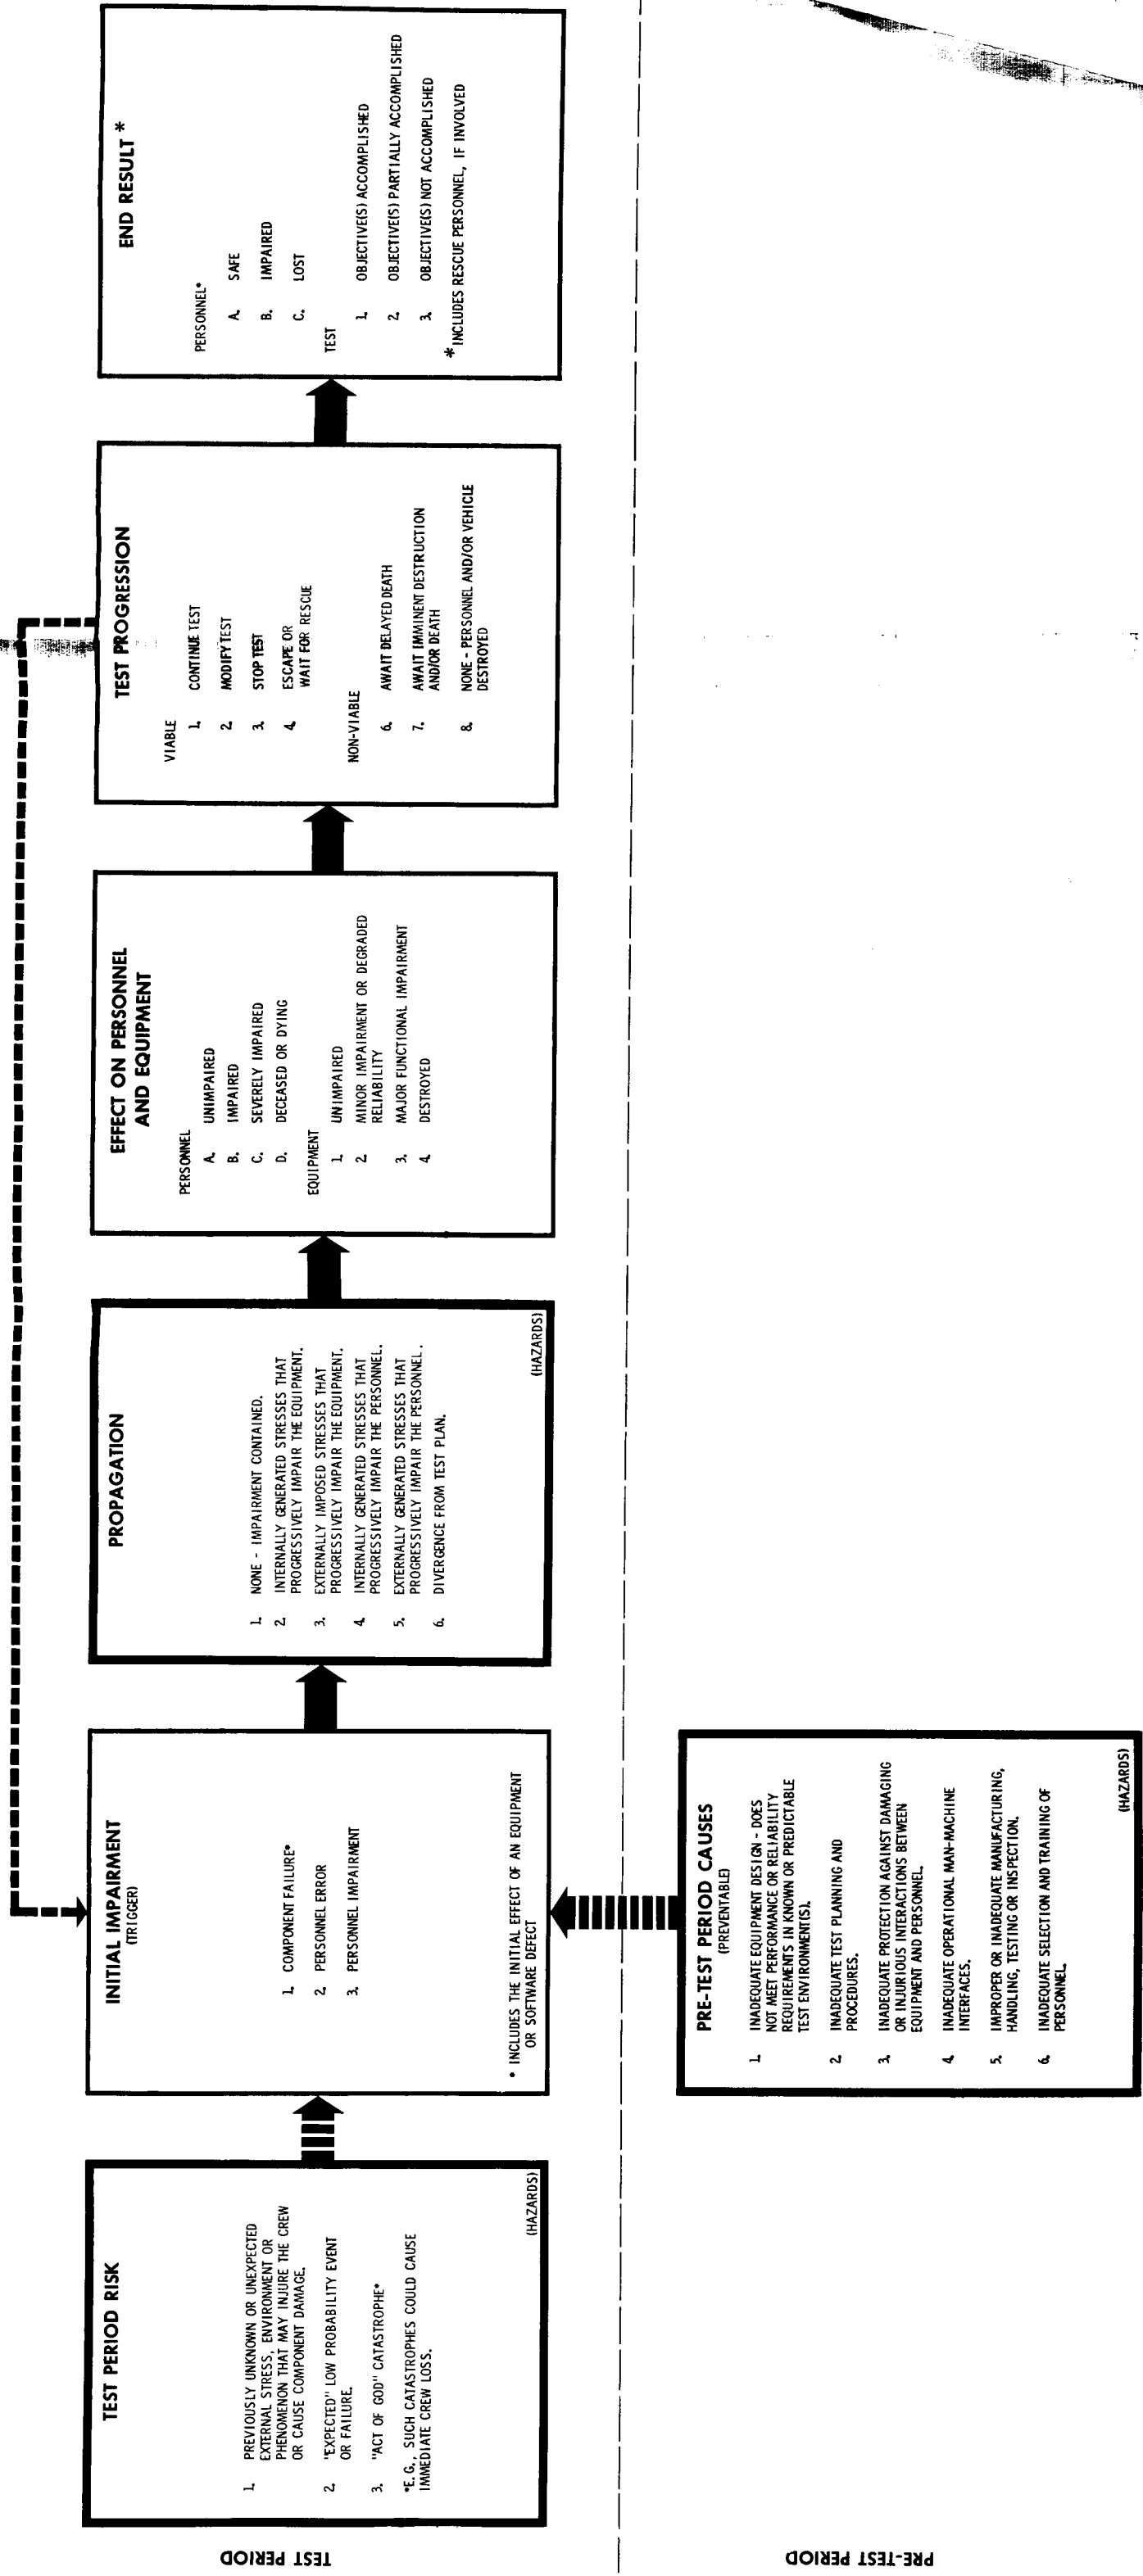 TEST PERIOD
TEST PERIOD RISK
1. PREVIOUSLY UNKNOWN OR UNEXPECTED
EXTERNAL STRESS, ENVIRONMENT OR
PHENOMENON THAT MAY INJURE THE CREW
OR CAUSE COMPONENT DAMAGE.
2. "EXPECTED" LOW PROBABILITY EVENT
OR FAILURE.
3. "ACT OF GOD" CATASTROPHE*
*E.G., SUCH CATASTROPHES COULD CAUSE
IMMEDIATE CREW LOSS.
(HAZARDS)
INITIAL IMPAIRMENT
(TRIGGER)
1. COMPONENT FAILURE*
2. PERSONNEL ERROR
3. PERSONNEL IMPAIRMENT
* INCLUDES THE INITIAL EFFECT OF AN EQUIPMENT
OR SOFTWARE DEFECT
PROPAGATION
1. NONE - IMPAIRMENT CONTAINED.
2. INTERNALLY GENERATED STRESSES THAT
PROGRESSIVELY IMPAIR THE EQUIPMENT.
3. EXTERNALLY IMPOSED STRESSES THAT
PROGRESSIVELY IMPAIR THE EQUIPMENT.
4. INTERNALLY GENERATED STRESSES THAT
PROGRESSIVELY IMPAIR THE PERSONNEL.
5. EXTERNALLY GENERATED STRESSES THAT
PROGRESSIVELY IMPAIR THE PERSONNEL.
6. DIVERGENCE FROM TEST PLAN.
(HAZARDS)
EFFECT ON PERSONNEL
AND EQUIPMENT
PERSONNEL
A. UNIMPAIRED
B. IMPAIRED
C. SEVERELY IMPAIRED
D. DECEASED OR DYING
EQUIPMENT
1. UNIMPAIRED
2. MINOR IMPAIRMENT OR DEGRADED
RELIABILITY
3. MAJOR FUNCTIONAL IMPAIRMENT
4. DESTROYED
TEST PROGRESSION
VIABLE
1. CONTINUE TEST
2. MODIFY TEST
3. STOP TEST
4. ESCAPE OR
WAIT FOR RESCUE
NON-VIABLE
6. AWAIT DELAYED DEATH
7. AWAIT IMMINENT DESTRUCTION
AND/OR DEATH
8. NONE - PERSONNEL AND/OR VEHICLE
DESTROYED
END RESULT *
PERSONNEL*
A. SAFE
B. IMPAIRED
C. LOST
TEST
1. OBJECTIVE(S) ACCOMPLISHED
2. OBJECTIVE(S) PARTIALLY ACCOMPLISHED
3. OBJECTIVE(S) NOT ACCOMPLISHED
* INCLUDES RESCUE PERSONNEL, IF INVOLVED
PRE-TEST PERIOD
PRE-TEST PERIOD CAUSES
(PREVENTABLE)
1. INADEQUATE EQUIPMENT DESIGN - DOES
NOT MEET PERFORMANCE OR RELIABILITY
REQUIREMENTS IN KNOWN OR PREDICTABLE
TEST ENVIRONMENT(S).
2. INADEQUATE TEST PLANNING AND
PROCEDURES.
3. INADEQUATE PROTECTION AGAINST DAMAGING
OR INJURIOUS INTERACTIONS BETWEEN
EQUIPMENT AND PERSONNEL.
4. INADEQUATE OPERATIONAL MAN-MACHINE
INTERFACES.
5. IMPROPER OR INADEQUATE MANUFACTURING,
HANDLING, TESTING OR INSPECTION.
6. INADEQUATE SELECTION AND TRAINING OF
PERSONNEL.
(HAZARDS)